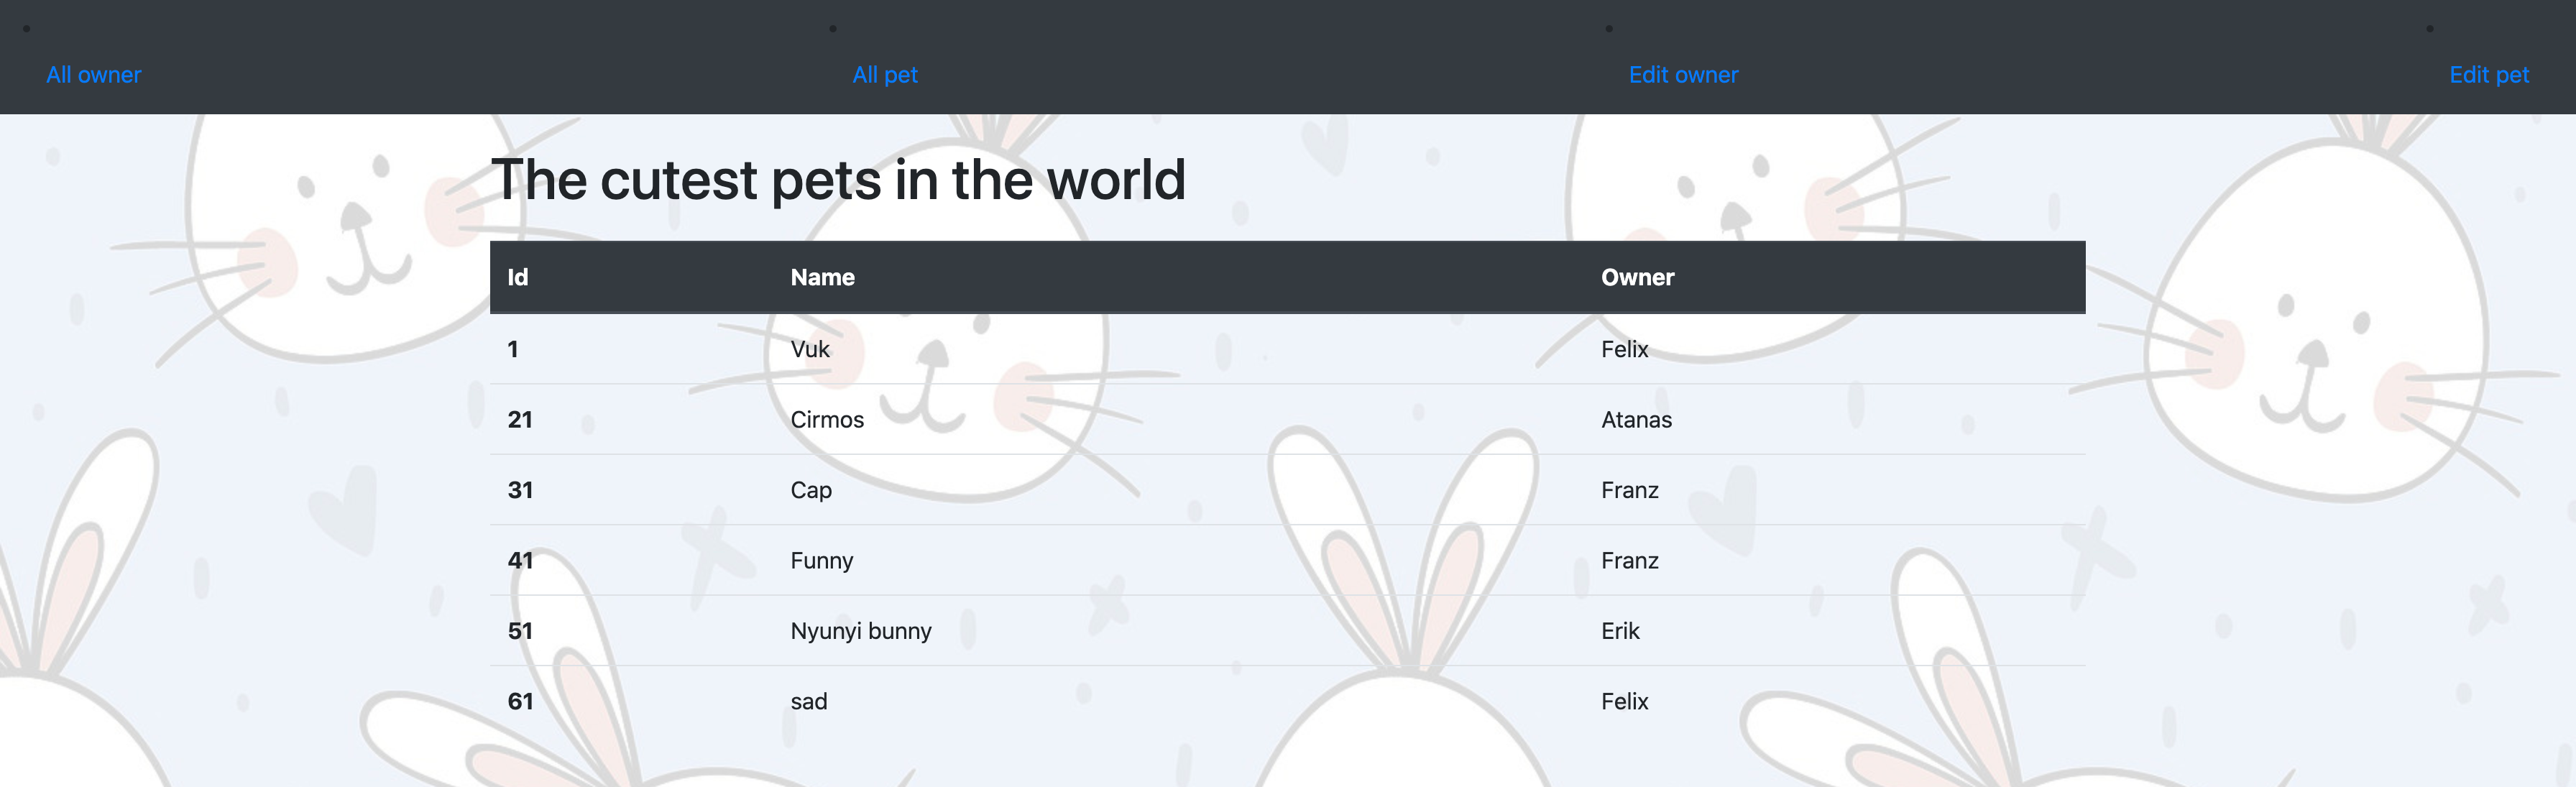 All owner All pet Edit owner Edit pet
The cutest pets in the world
Id Name Owner
1 Vuk Felix
21 Cirmos Atanas
31 Cap Franz
41 Funny Franz
51 Nyunyi bunny Erik
61 sad Felix